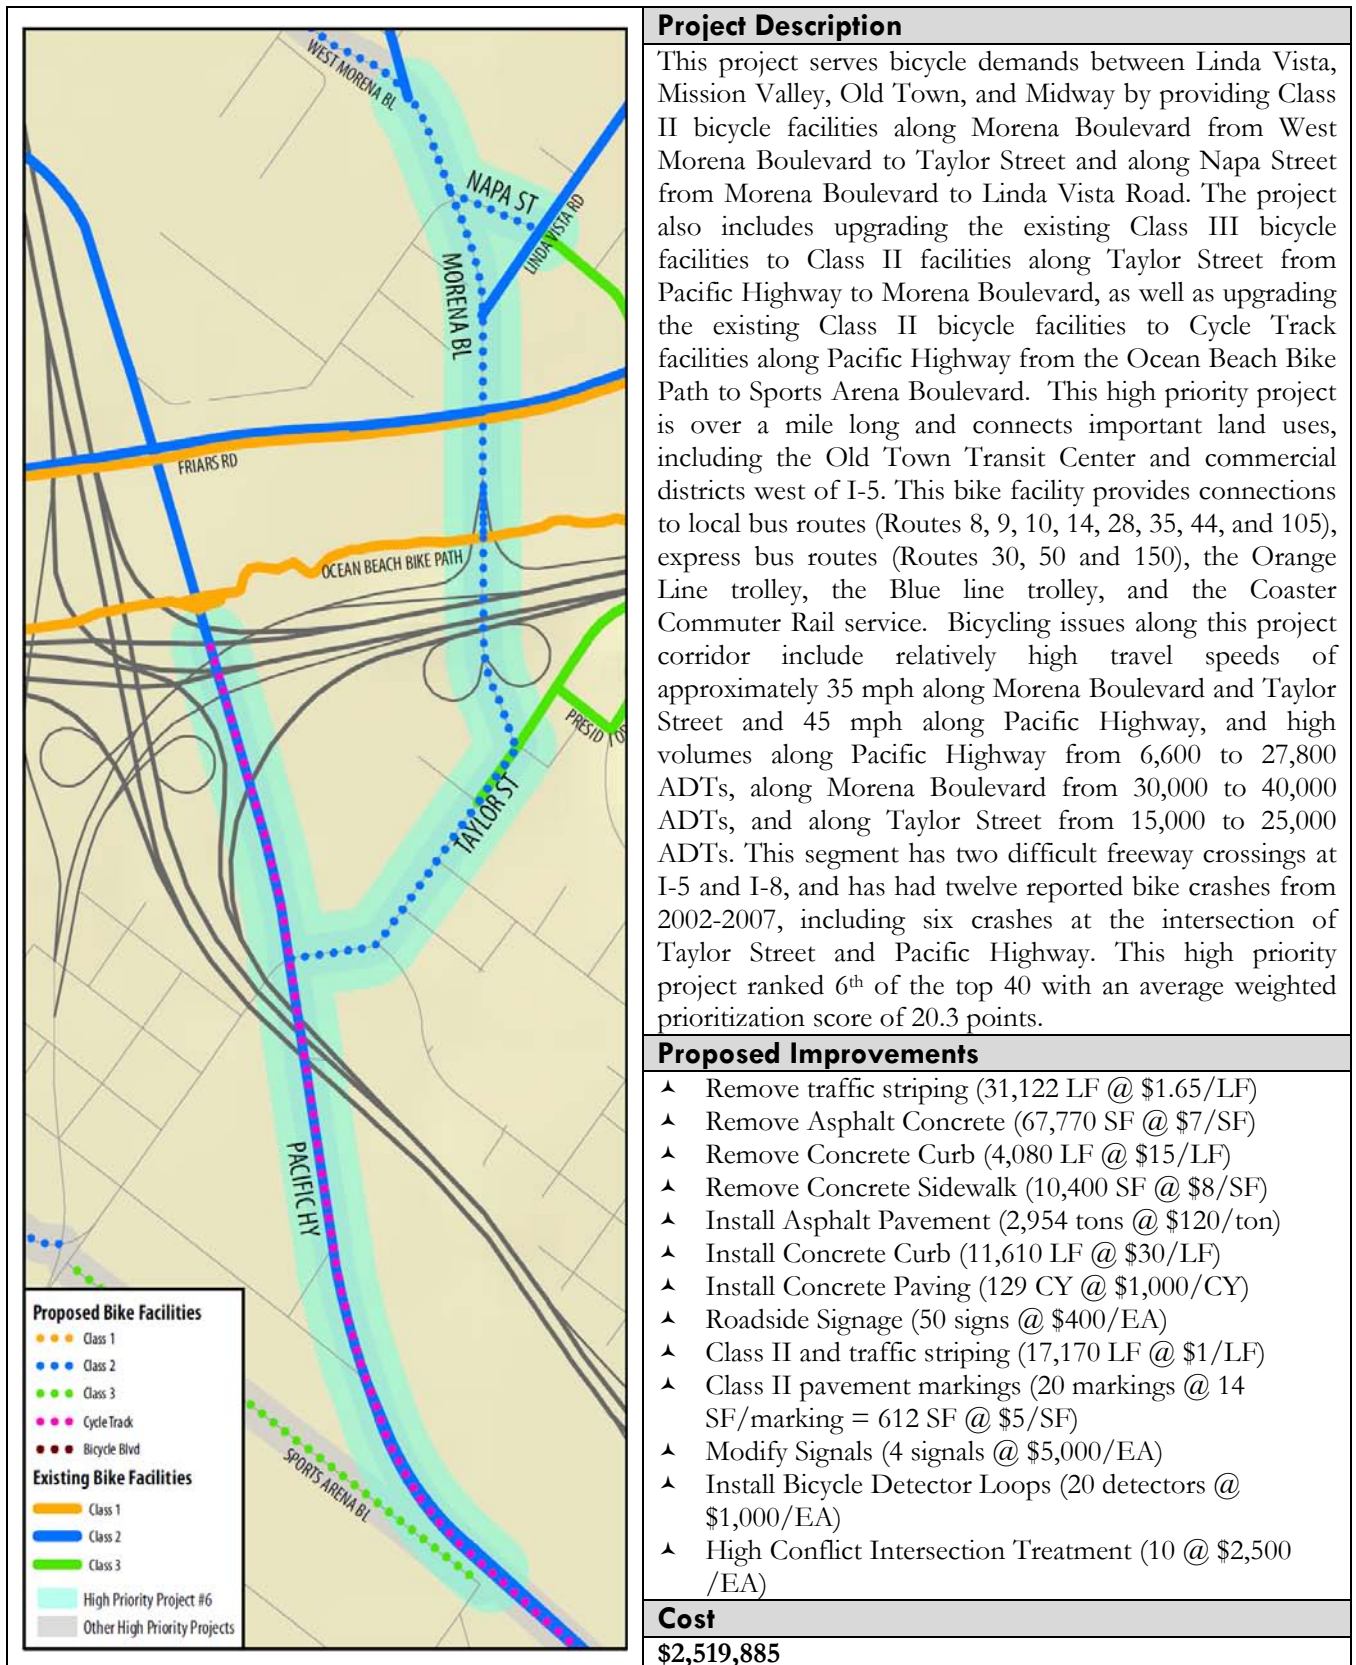 WEST MORENA BL
NAPA ST
LINDA VISTA RD
MORENA BL
FRIARS RD
OCEAN BEACH BIKE PATH
TAYLOR ST
PACIFIC HY
SPORTS ARENA BL
Proposed Bike Facilities
Class 1
Class 2
Class 3
Cycle Track
Bicycle Blvd
Existing Bike Facilities
Class 1
Class 2
Class 3
High Priority Project #6
Other High Priority Projects
Project Description
This project serves bicycle demands between Linda Vista,
Mission Valley, Old Town, and Midway by providing Class
II bicycle facilities along Morena Boulevard from West
Morena Boulevard to Taylor Street and along Napa Street
from Morena Boulevard to Linda Vista Road. The project
also includes upgrading the existing Class III bicycle
facilities to Class II facilities along Taylor Street from
Pacific Highway to Morena Boulevard, as well as upgrading
the existing Class II bicycle facilities to Cycle Track
facilities along Pacific Highway from the Ocean Beach Bike
Path to Sports Arena Boulevard. This high priority project
is over a mile long and connects important land uses,
including the Old Town Transit Center and commercial
districts west of I-5. This bike facility provides connections
to local bus routes (Routes 8, 9, 10, 14, 28, 35, 44, and 105),
express bus routes (Routes 30, 50 and 150), the Orange
Line trolley, the Blue line trolley, and the Coaster
Commuter Rail service. Bicycling issues along this project
corridor include relatively high travel speeds of
approximately 35 mph along Morena Boulevard and Taylor
Street and 45 mph along Pacific Highway, and high
volumes along Pacific Highway from 6,600 to 27,800
ADTs, along Morena Boulevard from 30,000 to 40,000
ADTs, and along Taylor Street from 15,000 to 25,000
ADTs. This segment has two difficult freeway crossings at
I-5 and I-8, and has had twelve reported bike crashes from
2002-2007, including six crashes at the intersection of
Taylor Street and Pacific Highway. This high priority
project ranked 6th of the top 40 with an average weighted
prioritization score of 20.3 points.
Proposed Improvements
Remove traffic striping (31,122 LF @ $1.65/LF)
Remove Asphalt Concrete (67,770 SF @ $7/SF)
Remove Concrete Curb (4,080 LF @ $15/LF)
Remove Concrete Sidewalk (10,400 SF @ $8/SF)
Install Asphalt Pavement (2,954 tons @ $120/ton)
Install Concrete Curb (11,610 LF @ $30/LF)
Install Concrete Paving (129 CY @ $1,000/CY)
Roadside Signage (50 signs @ $400/EA)
Class II and traffic striping (17,170 LF @ $1/LF)
Class II pavement markings (20 markings @ 14
SF/marking = 612 SF @ $5/SF)
Modify Signals (4 signals @ $5,000/EA)
Install Bicycle Detector Loops (20 detectors @
$1,000/EA)
High Conflict Intersection Treatment (10 @ $2,500
/EA)
Cost
$2,519,885